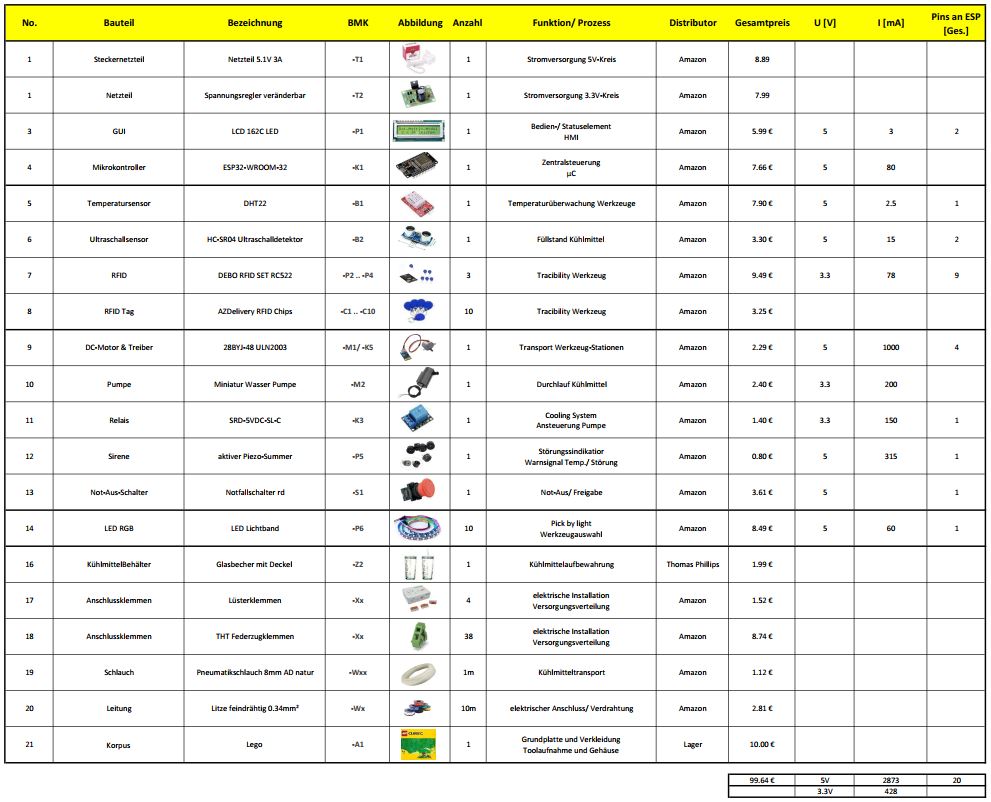 No. Bauteil Bezeichnung BMK Abbildung Anzahl Funktion/ Prozess Distributor Gesamtpreis U [V] I [mA] Pins an ESP [Ges.]
1 Steckernetzteil Netzteil 5.1V 3A -T1 1 Stromversorgung 5V-Kreis Amazon 8.89
1 Netzteil Spannungsregler veränderbar -T2 1 Stromversorgung 3.3V-Kreis Amazon 7.99
3 GUI LCD 162C LED -P1 1 Bedien-/ Statuselement HMI Amazon 5.99 € 5 3 2
4 Mikrokontroller ESP32-WROOM-32 -K1 1 Zentralsteuerung µC Amazon 7.66 € 5 80
5 Temperatursensor DHT22 -B1 1 Temperaturüberwachung Werkzeuge Amazon 7.90 € 5 2.5 1
6 Ultraschallsensor HC-SR04 Ultraschalldetektor -B2 1 Füllstand Kühlmittel Amazon 3.30 € 5 15 2
7 RFID DEBO RFID SET RC522 -P2 .. -P4 3 Tracibility Werkzeug Amazon 9.49 € 3.3 78 9
8 RFID Tag AZDelivery RFID Chips -C1 .. -C10 10 Tracibility Werkzeug Amazon 3.25 €
9 DC-Motor & Treiber 28BYJ-48 ULN2003 -M1/ -K5 1 Transport Werkzeug-Stationen Amazon 2.29 € 5 1000 4
10 Pumpe Miniatur Wasser Pumpe -M2 1 Durchlauf Kühlmittel Amazon 2.40 € 3.3 200
11 Relais SRD-5VDC-SL-C -K3 1 Cooling System Ansteuerung Pumpe Amazon 1.40 € 3.3 150 1
12 Sirene aktiver Piezo-Summer -P5 1 Störungssindikatior Warnsignal Temp./ Störung Amazon 0.80 € 5 315 1
13 Not-Aus-Schalter Notfallschalter rd -S1 1 Not-Aus/ Freigabe Amazon 3.61 € 5 1
14 LED RGB LED Lichtband -P6 10 Pick by light Werkzeugauswahl Amazon 8.49 € 5 60 1
16 KühlmittelBehälter Glasbecher mit Deckel -Z2 1 Kühlmittelaufbewahrung Thomas Phillips 1.99 €
17 Anschlussklemmen Lüsterklemmen -Xx 4 elektrische Installation Versorgungsverteilung Amazon 1.52 €
18 Anschlussklemmen THT Federzugklemmen -Xx 38 elektrische Installation Versorgungsverteilung Amazon 8.74 €
19 Schlauch Pneumatikschlauch 8mm AD natur -Wxx 1m Kühlmitteltransport Amazon 1.12 €
20 Leitung Litze feindrähtig 0.34mm² -Wx 10m elektrischer Anschluss/ Verdrahtung Amazon 2.81 €
21 Korpus Lego -A1 1 Grundplatte und Verkleidung Toolaufnahme und Gehäuse Lager 10.00 €
99.64 € 5V 2873 20
3.3V 428